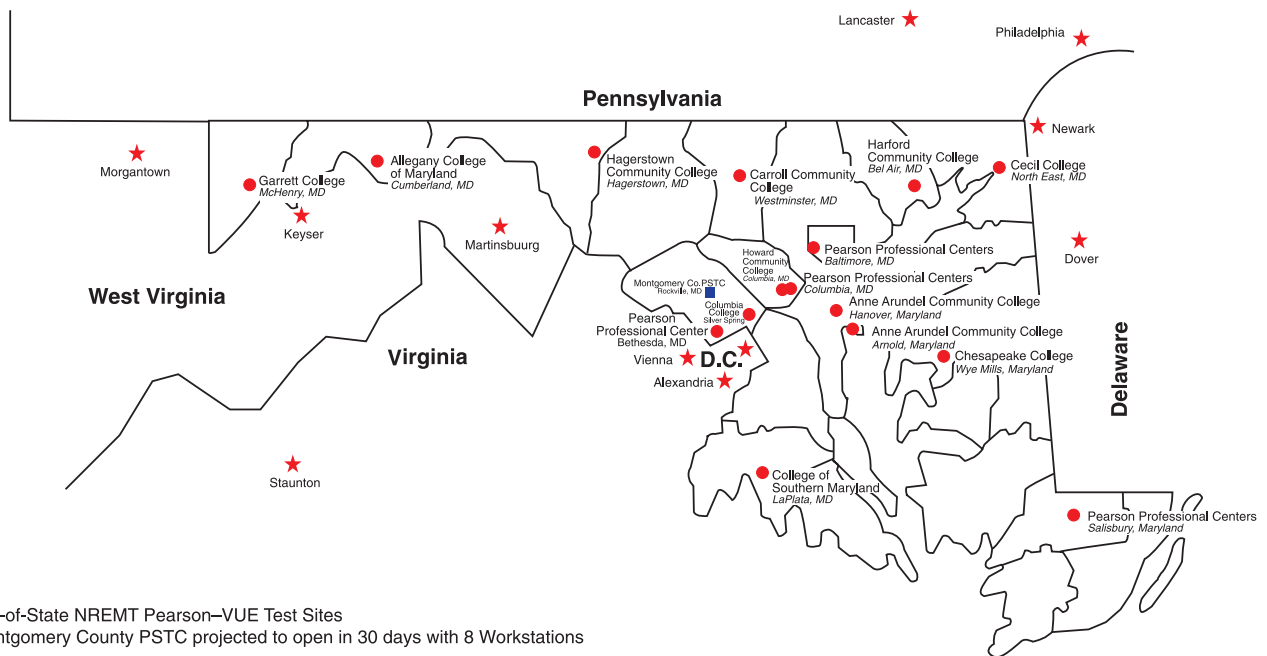 Lancaster
Philadelphia
Pennsylvania
Newark
Morgantown
Garrett College
McHenry, MD
Keyser
Allegany College
of Maryland
Cumberland, MD
Martinsbuurg
Hagerstown
Community College
Hagerstown, MD
Carroll Community
College
Westminster, MD
Harford
Community College
Bel Air, MD
Cecil College
North East, MD
Dover
Pearson Professional Centers
Baltimore, MD
Howard
Community
College
Columbia, MD
Pearson Professional Centers
Columbia, MD
Montgomery Co. PSTC
Rockville, MD
Columbia
College
Silver Spring
Pearson
Professional Center
Bethesda, MD
Anne Arundel Community College
Hanover, Maryland
Anne Arundel Community College
Arnold, Maryland
Chesapeake College
Wye Mills, Maryland
West Virginia
Virginia
Vienna
D.C.
Alexandria
Delaware
Staunton
College of
Southern Maryland
LaPlata, MD
Pearson Professional Centers
Salisbury, Maryland
-of-State NREMT Pearson–VUE Test Sites
ntgomery County PSTC projected to open in 30 days with 8 Workstations